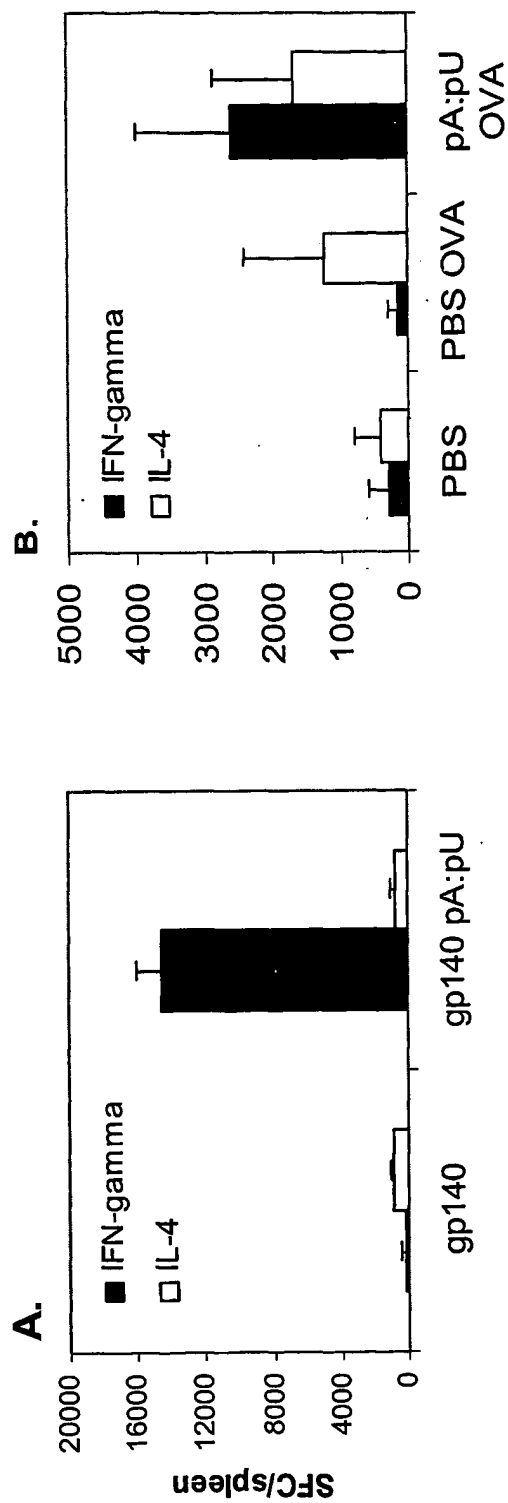 A.
SFC/spleen
20000
16000
12000
8000
4000
0
IFN-gamma
IL-4
gp140
gp140 pA:pU
B.
5000
4000
3000
2000
1000
0
IFN-gamma
IL-4
PBS
PBS OVA
pA:pU
OVA